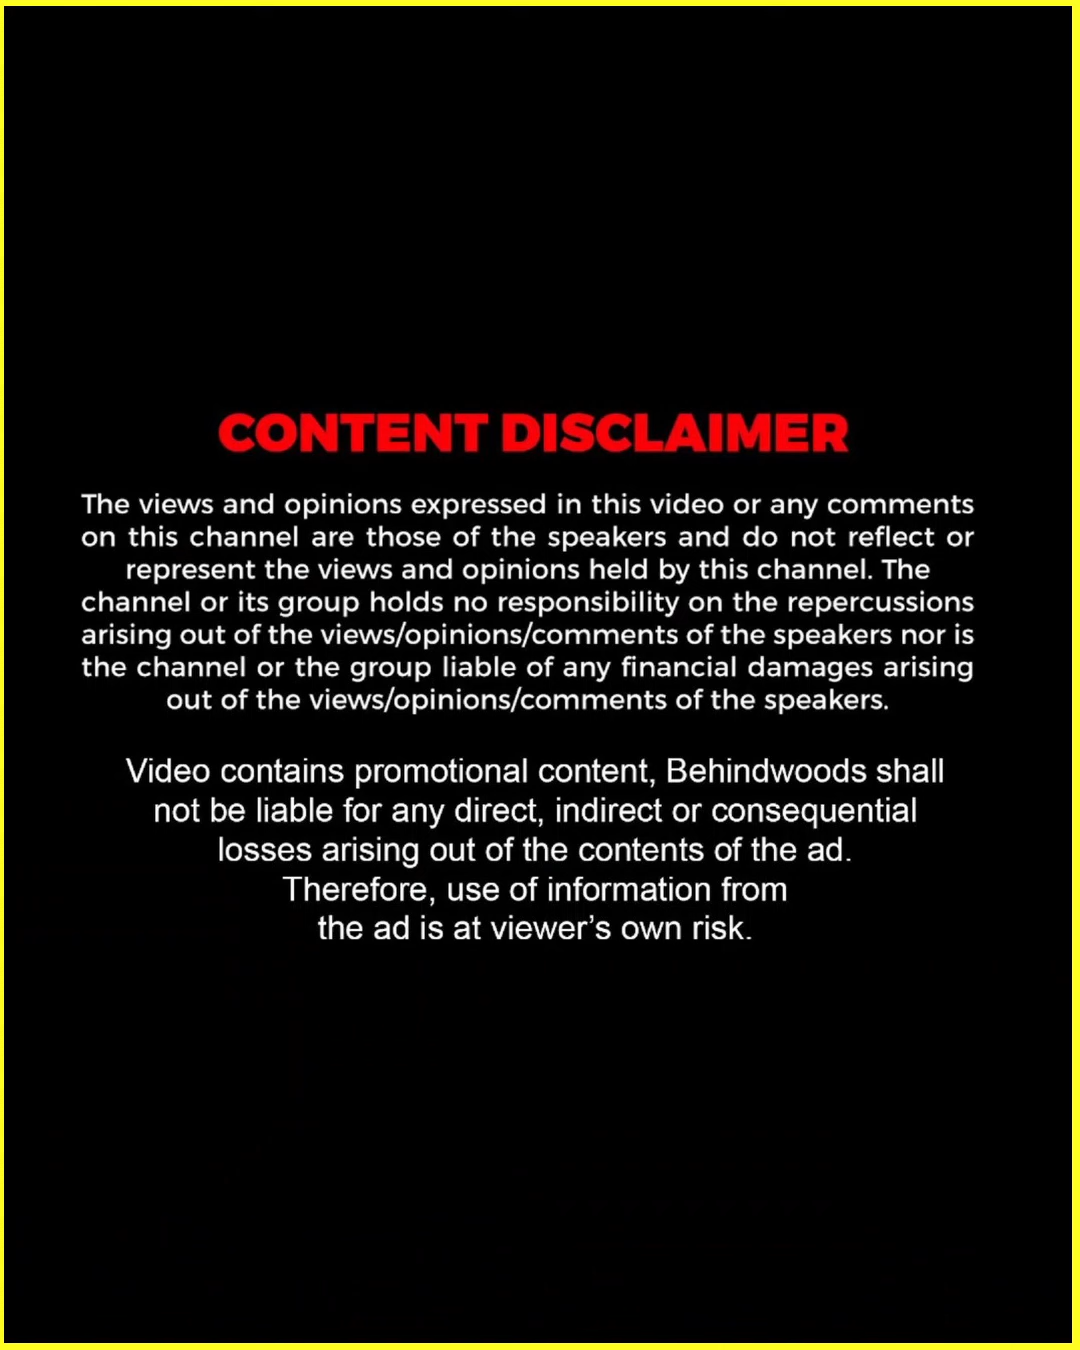 CONTENT DISCLAIMER
The views and opinions expressed in this video or any comments
on this channel are those of the speakers and do not reflect or
represent the views and opinions held by this channel. The
channel or its group holds no responsibility on the repercussions
arising out of the views/opinions/comments of the speakers nor is
the channel or the group liable of any financial damages arising
out of the views/opinions/comments of the speakers.
Video contains promotional content, Behindwoods shall
not be liable for any direct, indirect or consequential
losses arising out of the contents of the ad.
Therefore, use of information from
the ad is at viewer’s own risk.